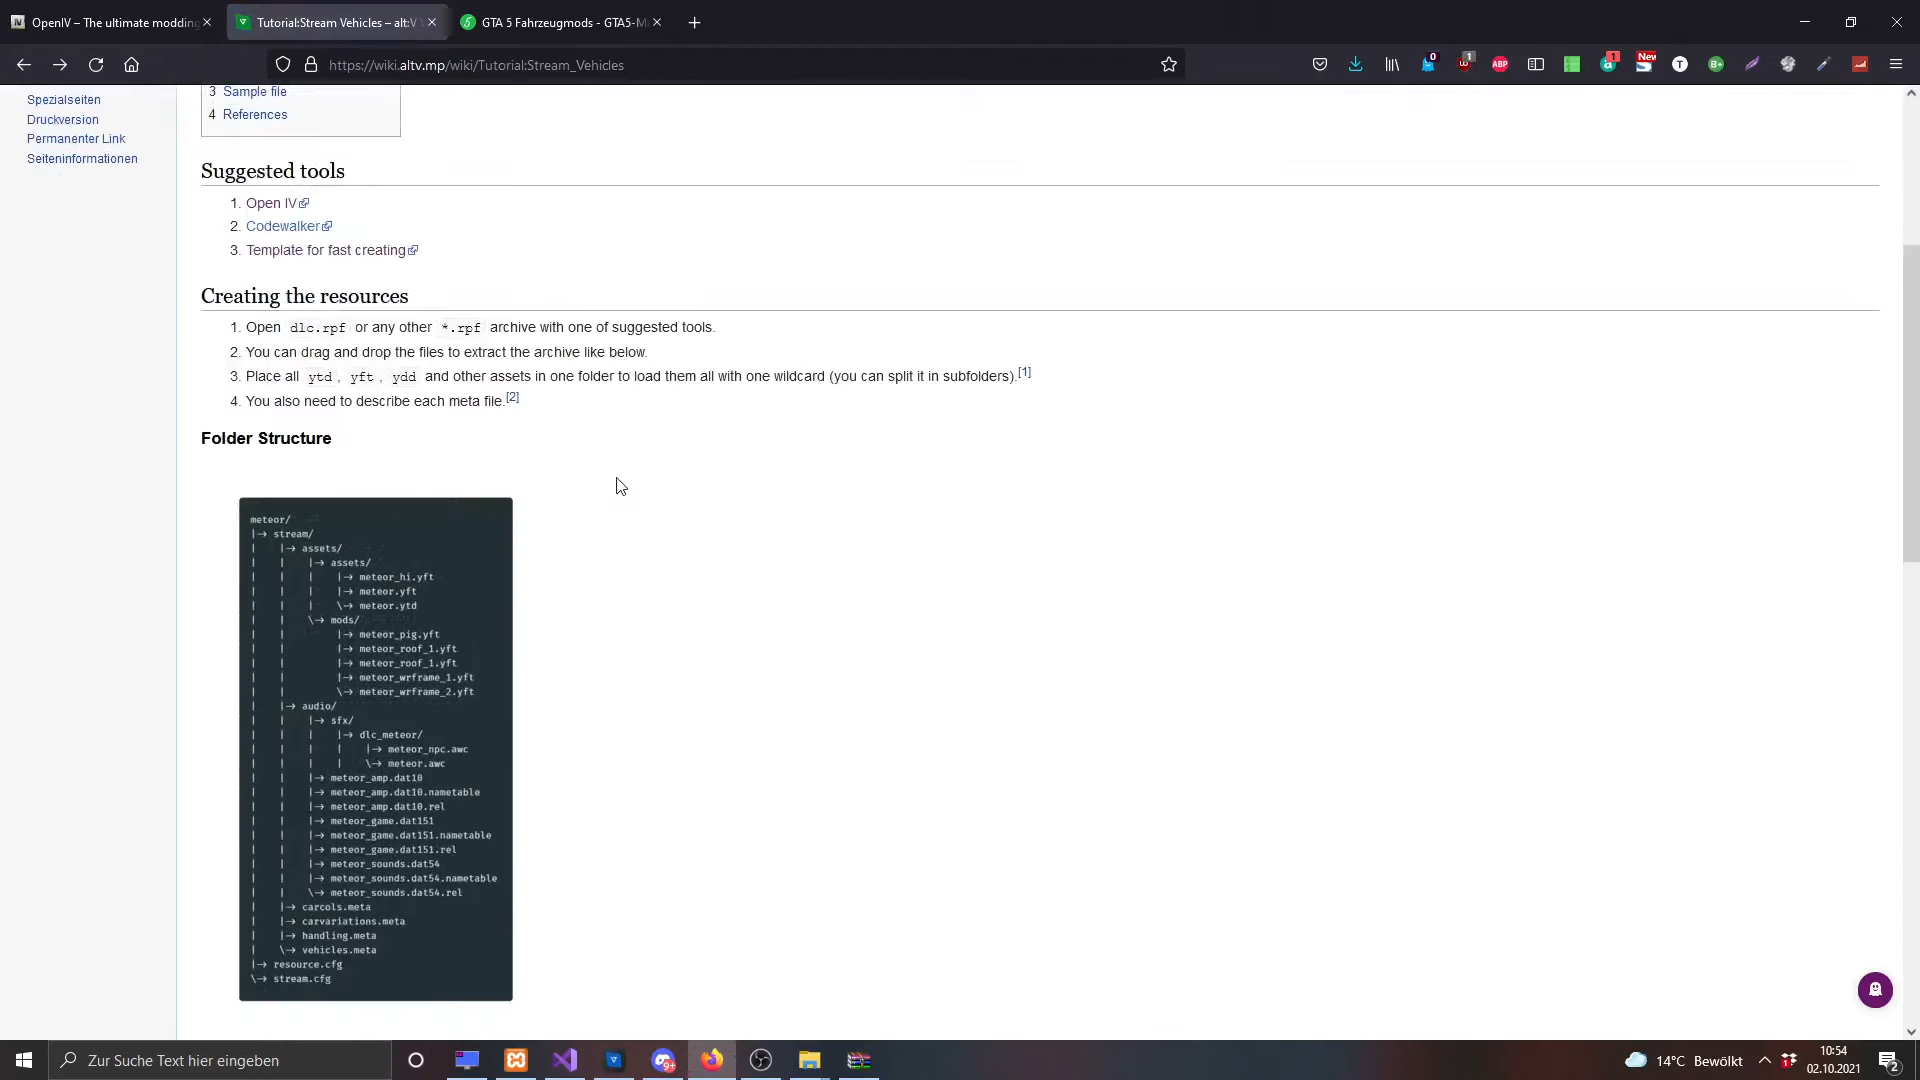 OpenIV – The ultimate modding
Tutorial:Stream Vehicles – alt:V
GTA 5 Fahrzeugmods - GTA5-M
https://wiki.altv.mp/wiki/Tutorial:Stream_Vehicles
Spezialseiten
Druckversion
Permanenter Link
Seiteninformationen
3 Sample file
4 References
Suggested tools
1. Open IV
2. Codewalker
3. Template for fast creating
Creating the resources
1. Open dlc.rpf or any other *.rpf archive with one of suggested tools.
2. You can drag and drop the files to extract the archive like below.
3. Place all ytd, yft, ydd and other assets in one folder to load them all with one wildcard (you can split it in subfolders).[1]
4. You also need to describe each meta file.[2]
Folder Structure
meteor/
|→ stream/
| |→ assets/
| | |→ assets/
| | | |→ meteor_hi.yft
| | | |→ meteor.yft
| | | \→ meteor.ytd
| | \→ mods/
| | |→ meteor_pig.yft
| | |→ meteor_roof_1.yft
| | |→ meteor_roof_1.yft
| | |→ meteor_wrframe_1.yft
| | \→ meteor_wrframe_2.yft
| |→ audio/
| | |→ sfx/
| | | |→ dlc_meteor/
| | | | |→ meteor_npc.awc
| | | | \→ meteor.awc
| | |→ meteor_amp.dat10
| | |→ meteor_amp.dat10.nametable
| | |→ meteor_amp.dat10.rel
| | |→ meteor_game.dat151
| | |→ meteor_game.dat151.nametable
| | |→ meteor_game.dat151.rel
| | |→ meteor_sounds.dat54
| | |→ meteor_sounds.dat54.nametable
| | \→ meteor_sounds.dat54.rel
| |→ carcols.meta
| |→ carvariations.meta
| |→ handling.meta
| \→ vehicles.meta
|→ resource.cfg
\→ stream.cfg
Zur Suche Text hier eingeben
14°C Bewölkt
10:54
02.10.2021